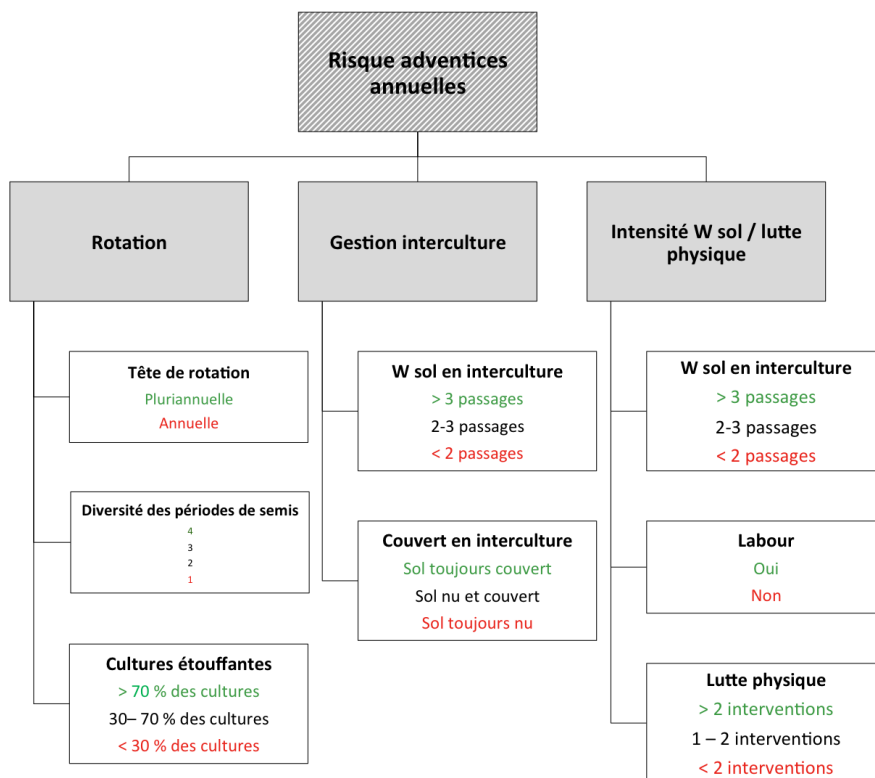 Risque adventices
annuelles
Rotation
Gestion interculture
Intensité W sol / lutte
physique
Tête de rotation
Pluriannuelle
Annuelle
Diversité des périodes de semis
4
3
2
1
Cultures étouffantes
> 70 % des cultures
30– 70 % des cultures
< 30 % des cultures
W sol en interculture
> 3 passages
2-3 passages
< 2 passages
Couvert en interculture
Sol toujours couvert
Sol nu et couvert
Sol toujours nu
W sol en interculture
> 3 passages
2-3 passages
< 2 passages
Labour
Oui
Non
Lutte physique
> 2 interventions
1 – 2 interventions
< 2 interventions